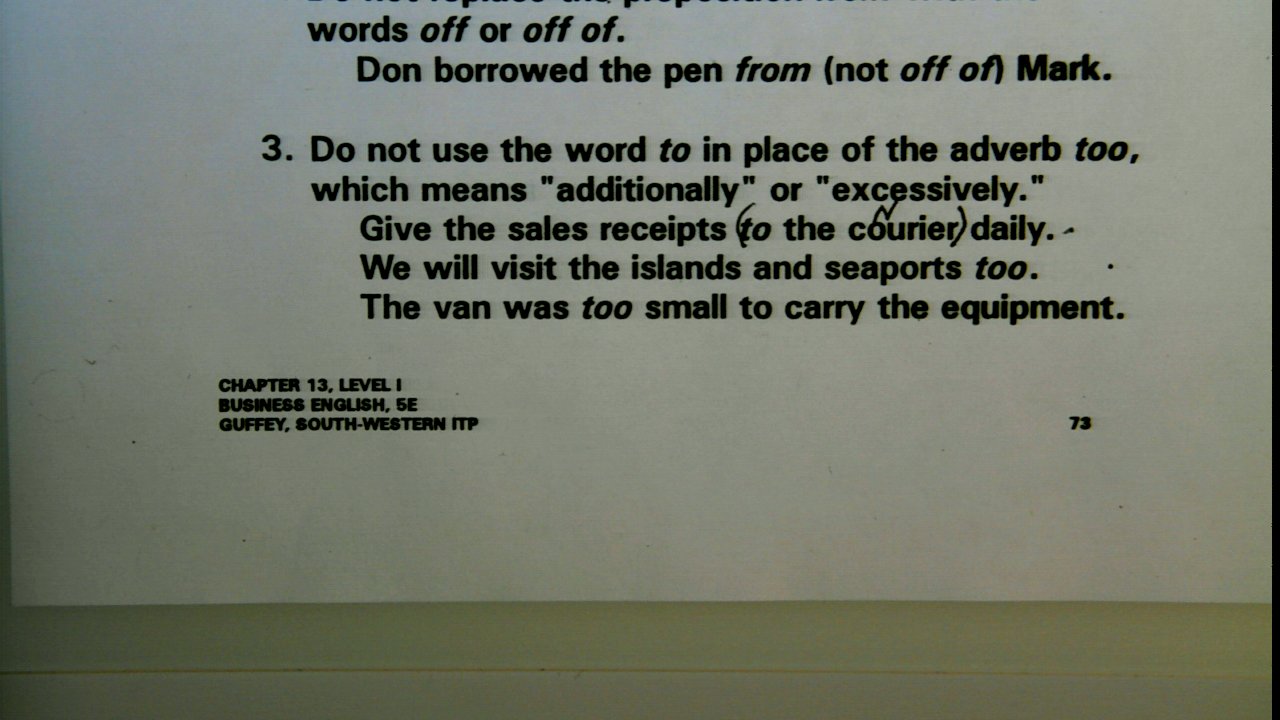 words off or off of.
Don borrowed the pen from (not off of) Mark.
3. Do not use the word to in place of the adverb too,
which means "additionally" or "excessively."
Give the sales receipts (to the courier) daily.
We will visit the islands and seaports too.
The van was too small to carry the equipment.
CHAPTER 13, LEVEL I
BUSINESS ENGLISH, 5E
GUFFEY, SOUTH-WESTERN ITP
73